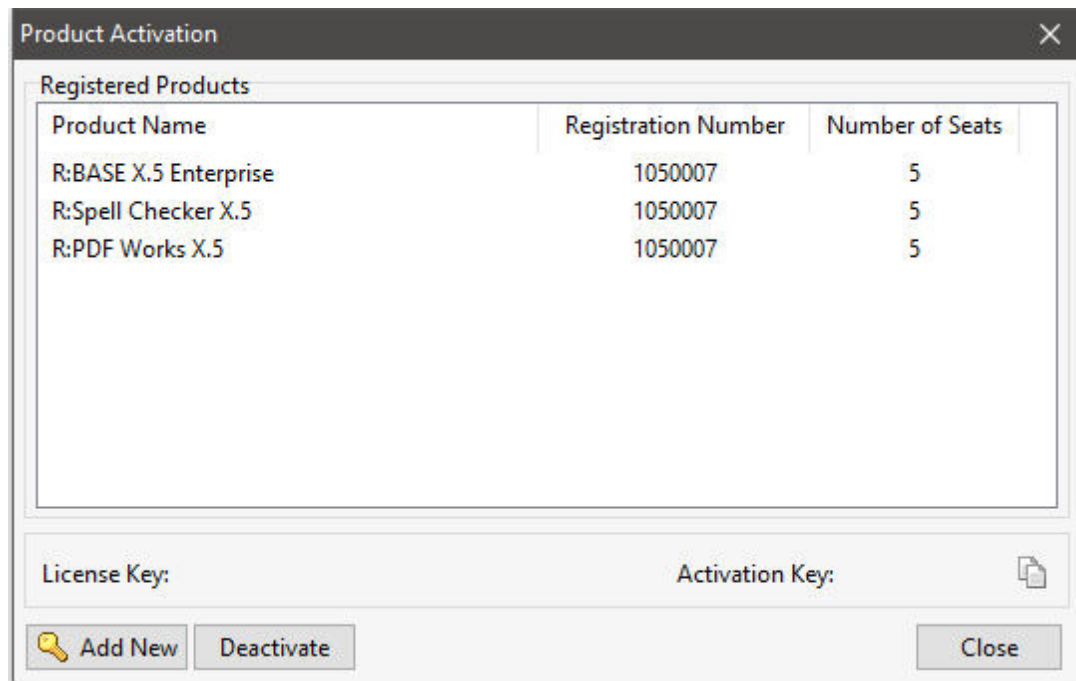 Product Activation
Registered Products
Product Name Registration Number Number of Seats
R:BASE X.5 Enterprise 1050007 5
R:Spell Checker X.5 1050007 5
R:PDF Works X.5 1050007 5
License Key: Activation Key:
Add New Deactivate Close